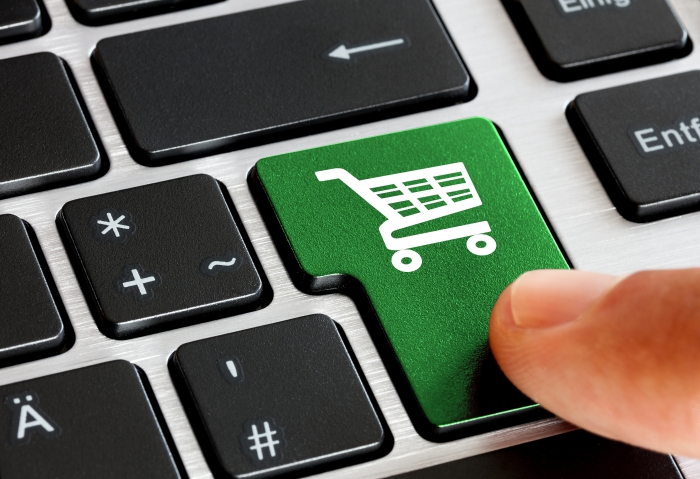 Einfg
Entf
*
+ ~
'
#
Ä